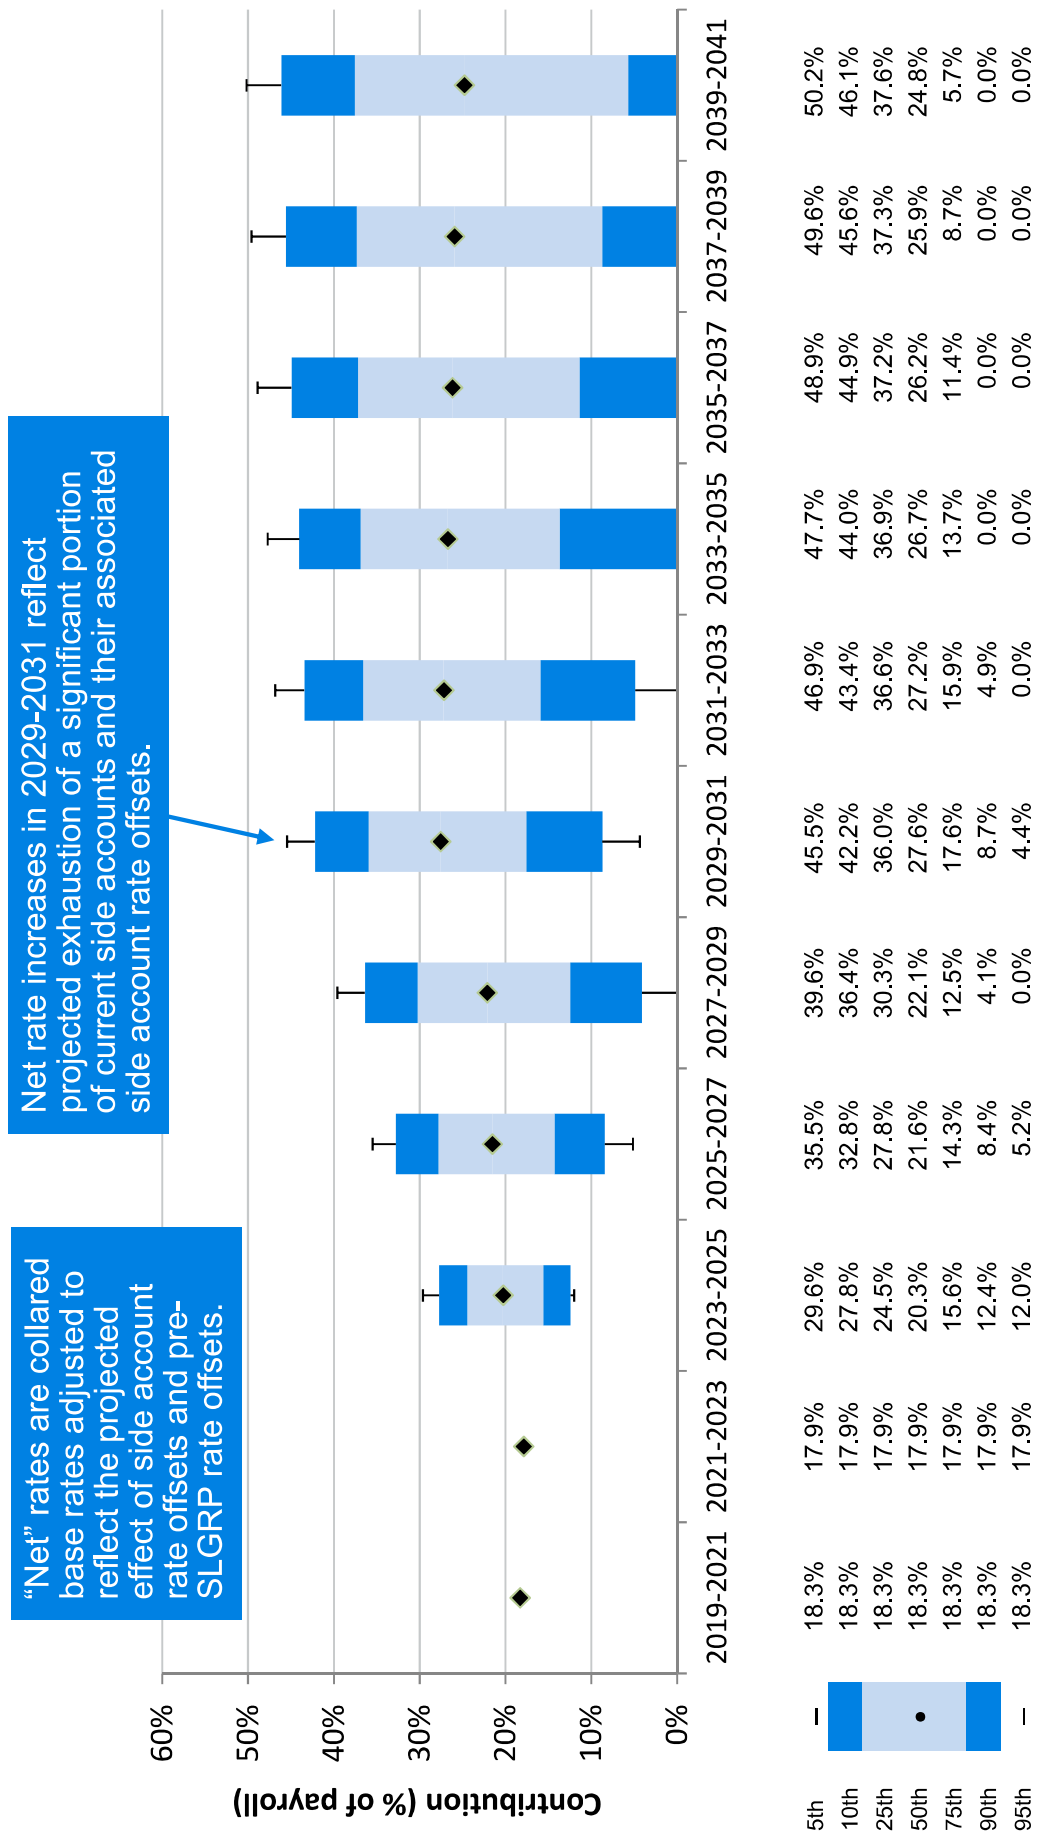 “Net” rates are collared
base rates adjusted to
reflect the projected
effect of side account
rate offsets and pre-
SLGRP rate offsets.
Net rate increases in 2029-2031 reflect
projected exhaustion of a significant portion
of current side accounts and their associated
side account rate offsets.
Contribution (% of payroll)
60%
50%
40%
30%
20%
10%
0%
2019-2021 2021-2023 2023-2025 2025-2027 2027-2029 2029-2031 2031-2033 2033-2035 2035-2037 2037-2039 2039-2041
5th 18.3% 17.9% 29.6% 35.5% 39.6% 45.5% 46.9% 47.7% 48.9% 49.6% 50.2%
10th 18.3% 17.9% 27.8% 32.8% 36.4% 42.2% 43.4% 44.0% 44.9% 45.6% 46.1%
25th 18.3% 17.9% 24.5% 27.8% 30.3% 36.0% 36.6% 36.9% 37.2% 37.3% 37.6%
50th 18.3% 17.9% 20.3% 21.6% 22.1% 27.6% 27.2% 26.7% 26.2% 25.9% 24.8%
75th 18.3% 17.9% 15.6% 14.3% 12.5% 17.6% 15.9% 13.7% 11.4% 8.7% 5.7%
90th 18.3% 17.9% 12.4% 8.4% 4.1% 8.7% 4.9% 0.0% 0.0% 0.0% 0.0%
95th 18.3% 17.9% 12.0% 5.2% 0.0% 4.4% 0.0% 0.0% 0.0% 0.0% 0.0%